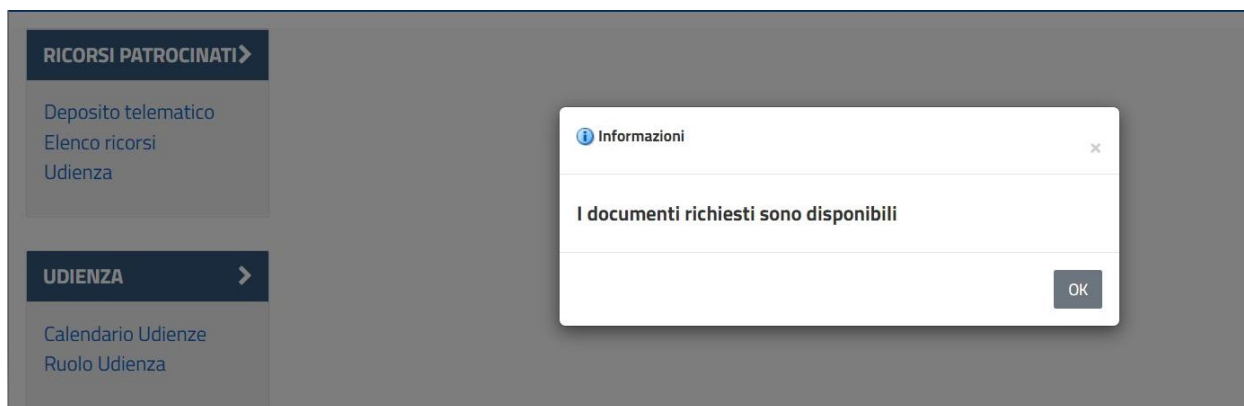 RICORSI PATROCINATI
Deposito telematico
Elenco ricorsi
Udienza
UDIENZA
Calendario Udienze
Ruolo Udienza
Informazioni
I documenti richiesti sono disponibili
OK